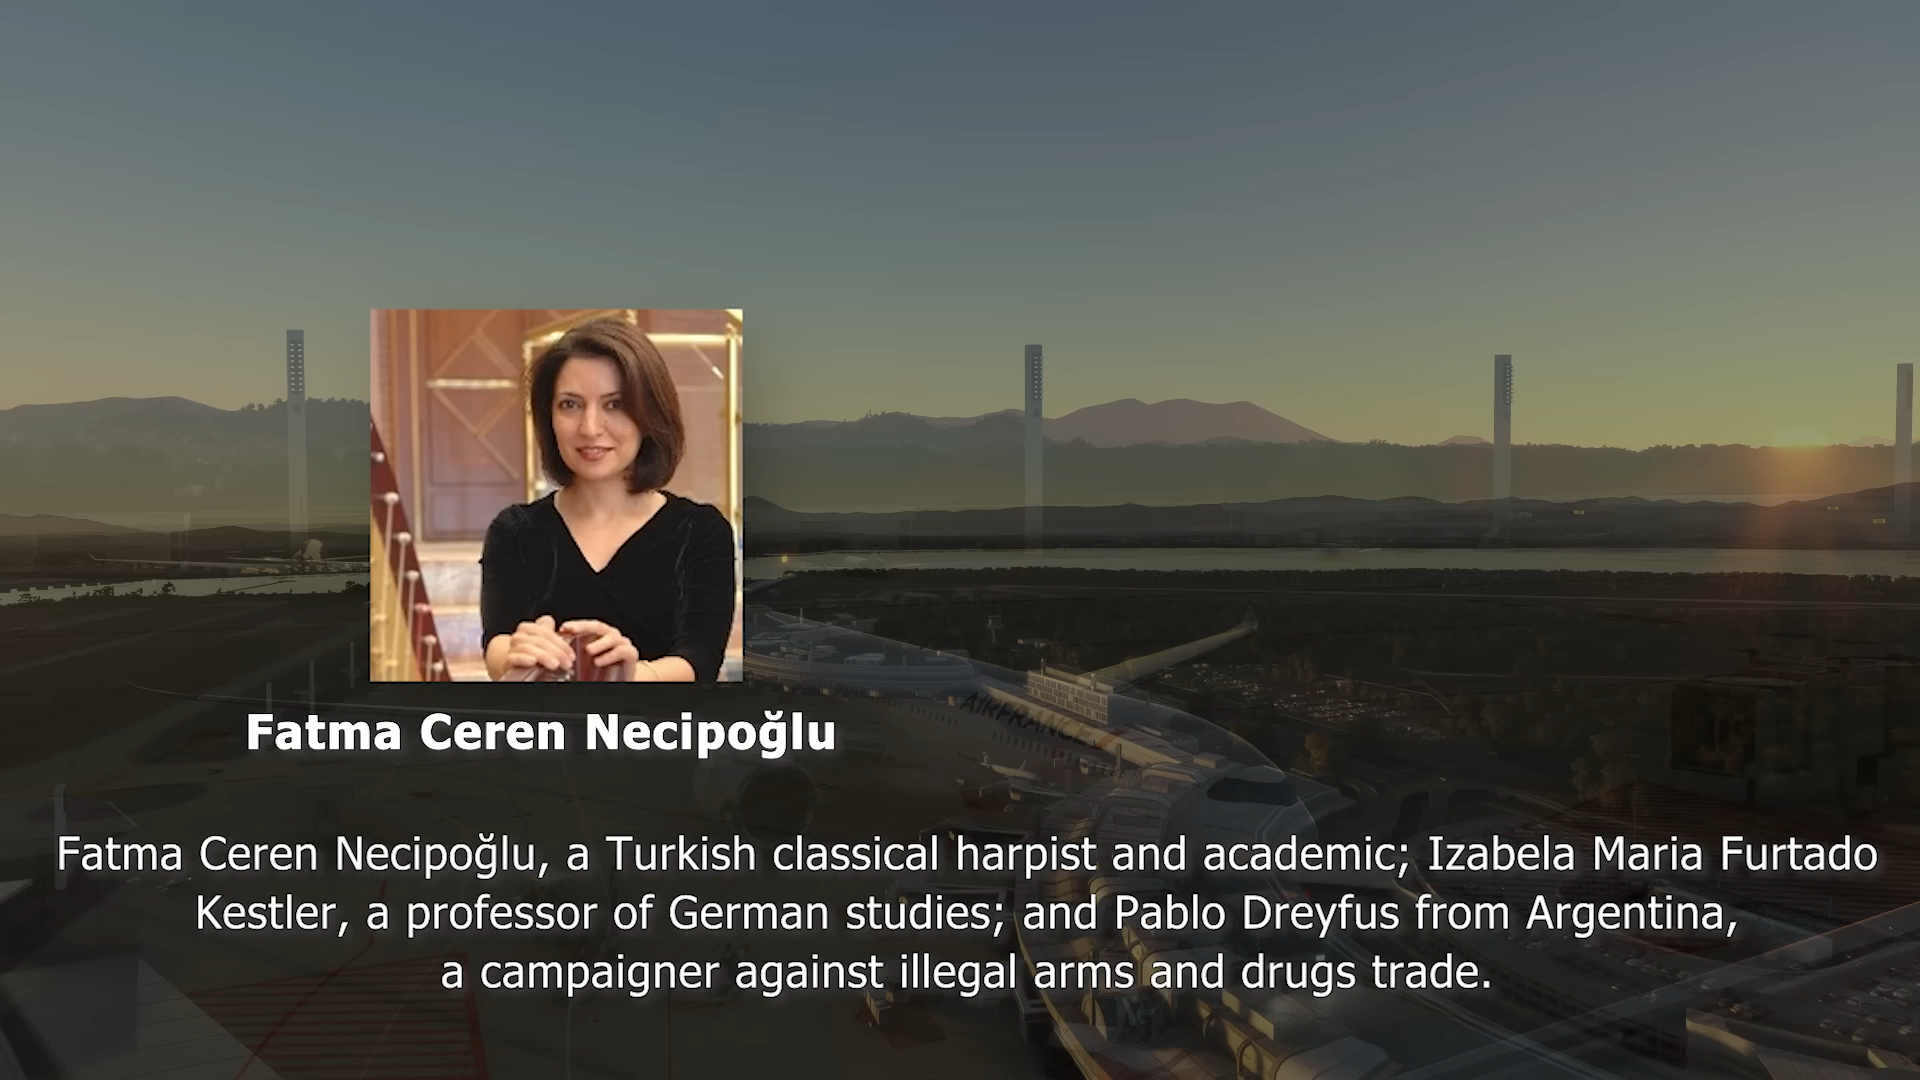 AIRFRANCE
Fatma Ceren Necipoğlu
Fatma Ceren Necipoğlu, a Turkish classical harpist and academic; Izabela Maria Furtado
Kestler, a professor of German studies; and Pablo Dreyfus from Argentina,
a campaigner against illegal arms and drugs trade.